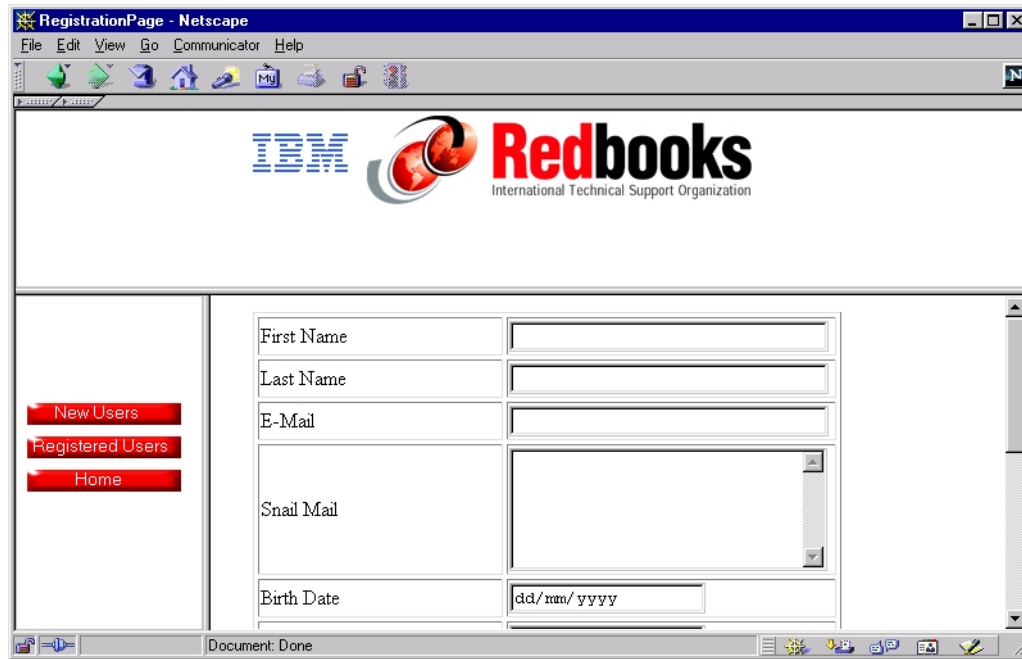 RegistrationPage - Netscape
File Edit View Go Communicator Help
My
N
IBM Redbooks
International Technical Support Organization
First Name
Last Name
New Users
E-Mail
Registered Users
Home
Snail Mail
Birth Date dd/mm/yyyy
Document: Done